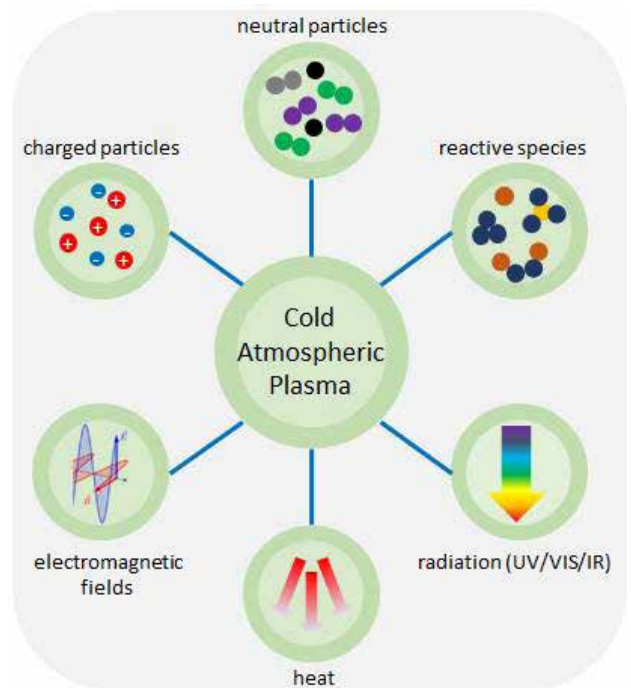 neutral particles
charged particles
reactive species
+
+
+
+
Cold
Atmospheric
Plasma
electromagnetic
fields
radiation (UV/VIS/IR)
heat